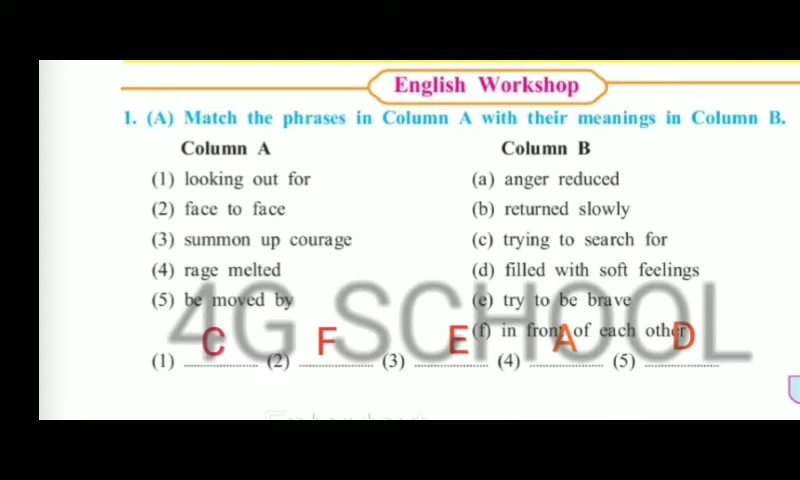 English Workshop
1. (A) Match the phrases in Column A with their meanings in Column B.
Column A Column B
(1) looking out for (a) anger reduced
(2) face to face (b) returned slowly
(3) summon up courage (c) trying to search for
(4) rage melted (d) filled with soft feelings
(5) be moved by (e) try to be brave
(f) in front of each other
4G SCHOOL
C F E A D
(1) .................... (2) .................... (3) .................... (4) .................... (5) ....................